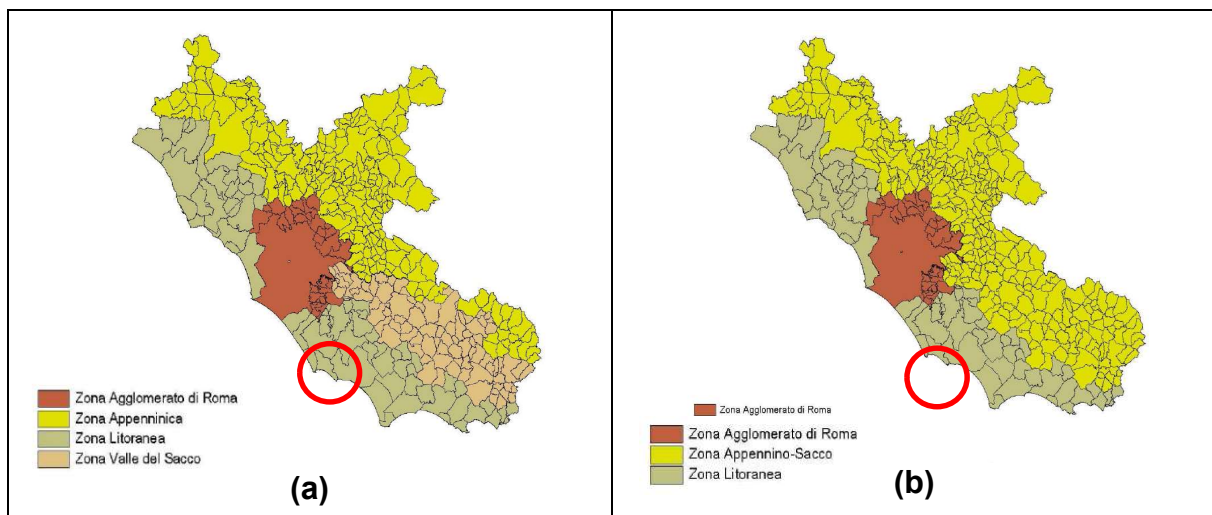 Zona Agglomerato di Roma
Zona Appenninica
Zona Litoranea
Zona Valle del Sacco
(a)
Zona Agglomerato di Roma
Zona Agglomerato di Roma
Zona Appennino-Sacco
Zona Litoranea
(b)